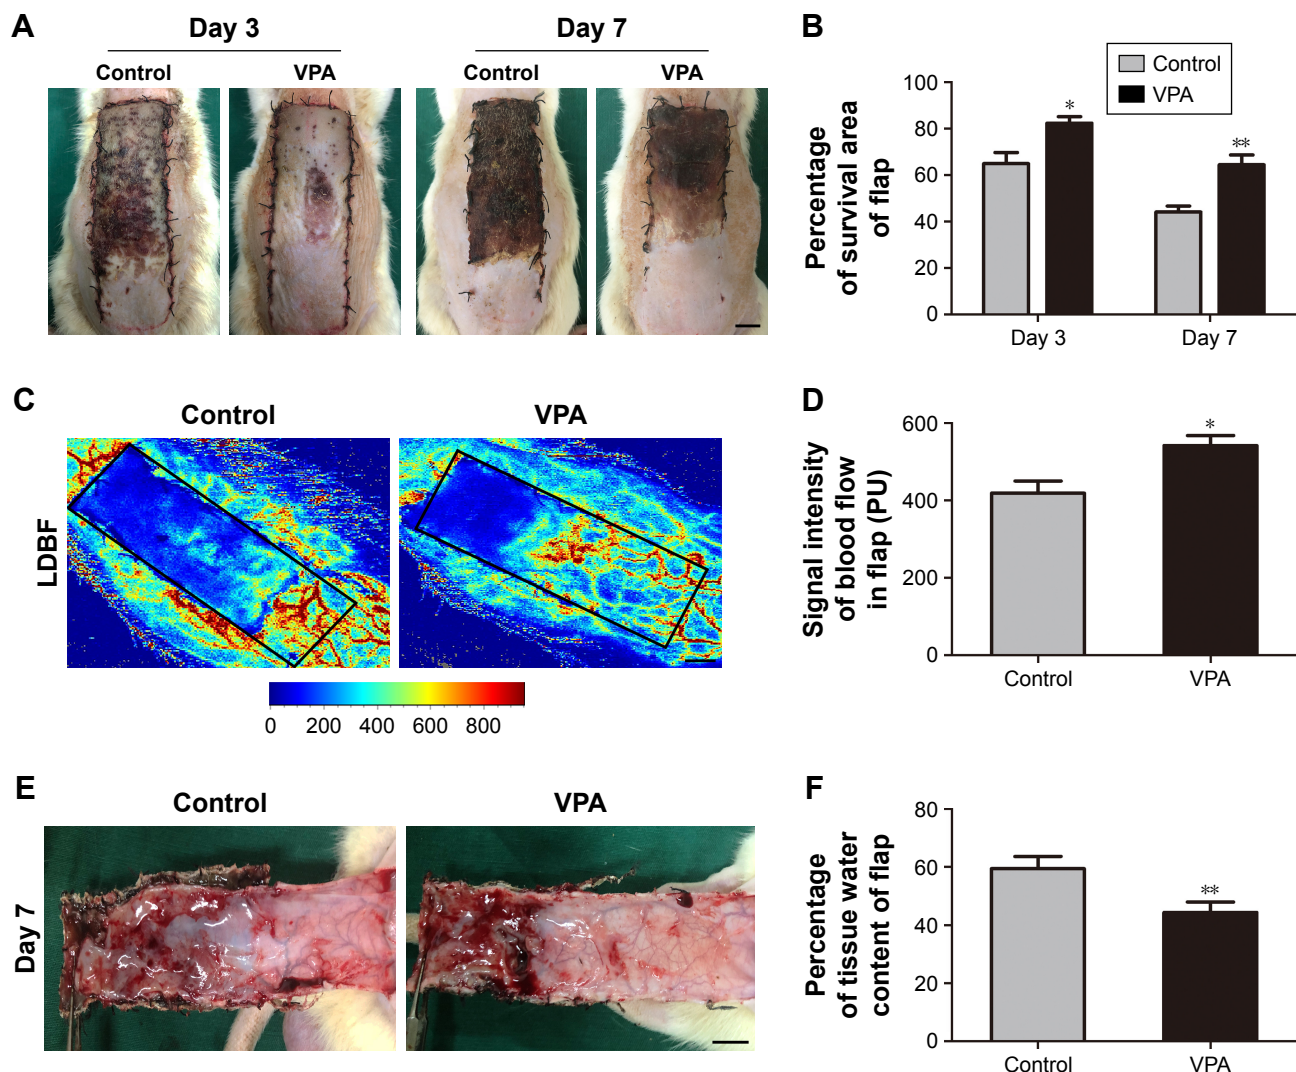 A
Day 3
Day 7
Control
VPA
Control
VPA
B
Control
VPA
Percentage
of survival area
of flap
100
80
60
40
20
0
*
**
Day 3
Day 7
C
Control
VPA
LDBF
0
200
400
600
800
D
Signal intensity
of blood flow
in flap (PU)
600
400
200
0
*
Control
VPA
E
Control
VPA
Day 7
F
Percentage
of tissue water
content of flap
80
60
40
20
0
**
Control
VPA